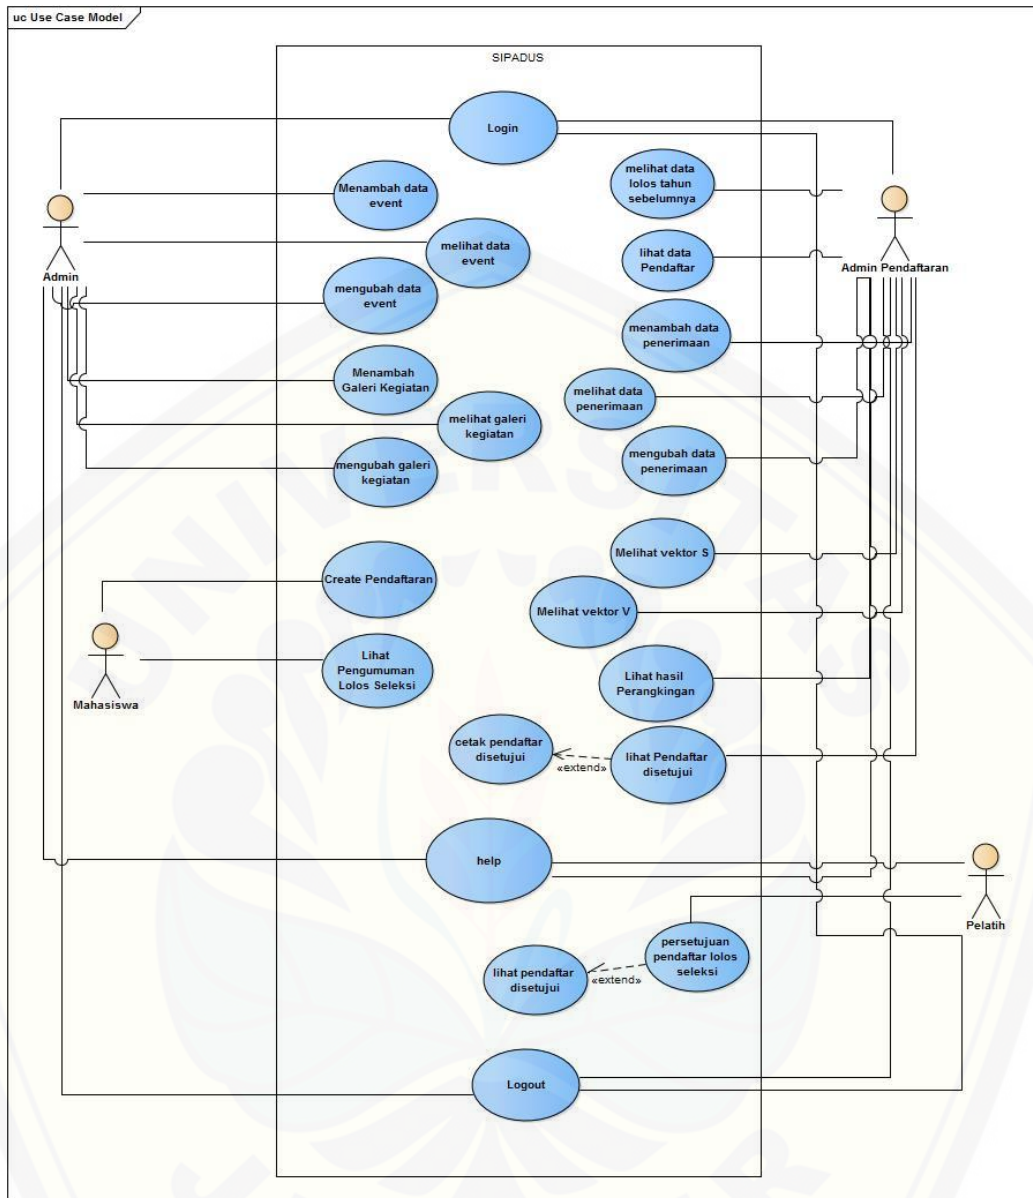 uc Use Case Model
SIPADUS
Login
Menambah data
event
melihat data
lolos tahun
sebelumnya
Admin
melihat data
event
lihat data
Pendaftar
Admin Pendaftaran
mengubah data
event
menambah data
penerimaan
Menambah
Galeri Kegiatan
melihat data
penerimaan
melihat galeri
kegiatan
mengubah galeri
kegiatan
mengubah data
penerimaan
Melihat vektor S
Create Pendaftaran
Melihat vektor V
Mahasiswa
Lihat
Pengumuman
Lolos Seleksi
Lihat hasil
Perangkingan
cetak pendaftar
disetujui
«extend»
lihat Pendaftar
disetujui
help
Pelatih
persetujuan
pendaftar lolos
seleksi
lihat pendaftar
disetujui
«extend»
Logout
UNIVERSITAS